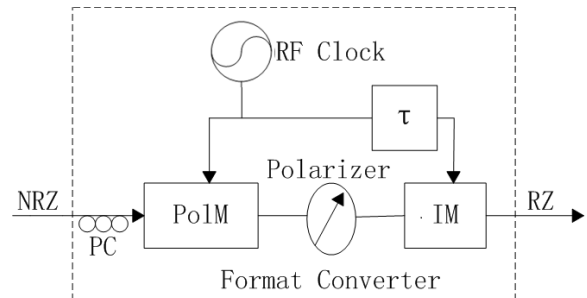 RF Clock
τ
Polarizer
NRZ
PC
PolM
IM
RZ
Format Converter